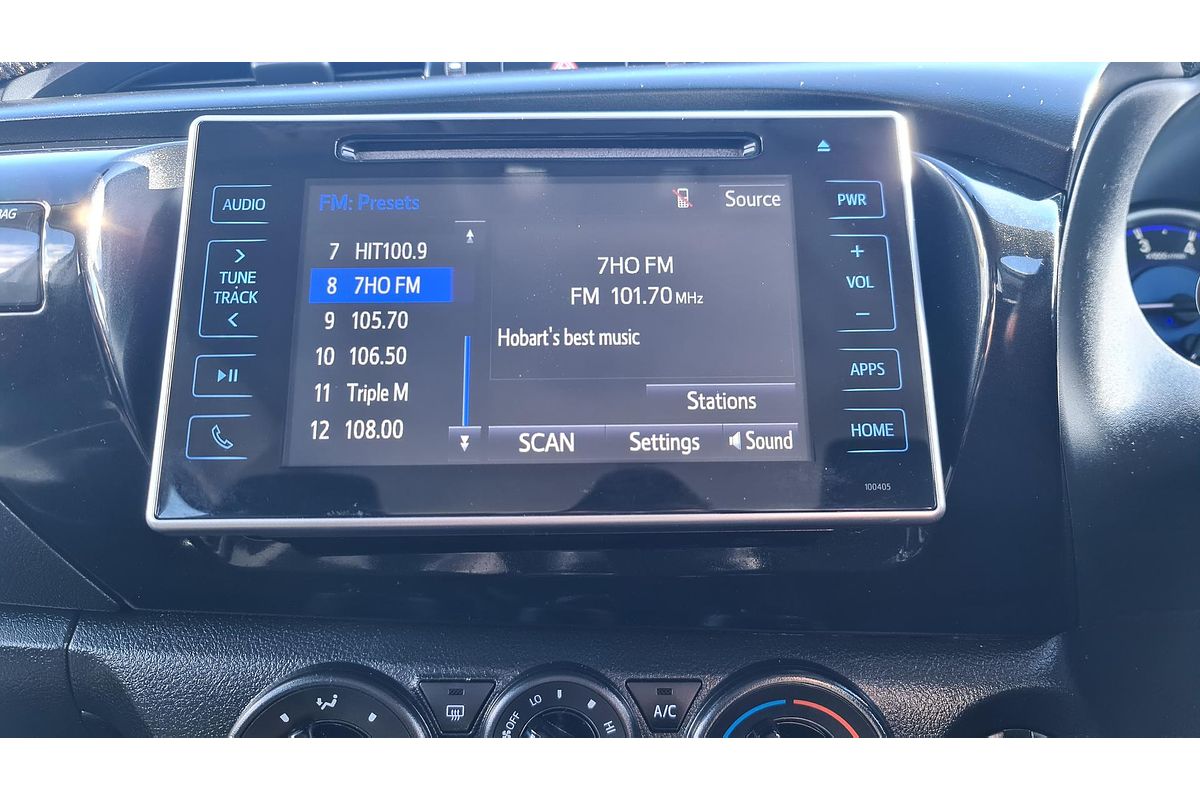 AUDIO
TUNE
TRACK
FM: Presets
7 HIT100.9
8 7HO FM
9 105.70
10 106.50
11 Triple M
12 108.00
Source
7HO FM
FM 101.70 MHz
Hobart's best music
Stations
SCAN
Settings
Sound
PWR
+
VOL
-
APPS
HOME
100405
OFF
LO
HI
A/C
3
4